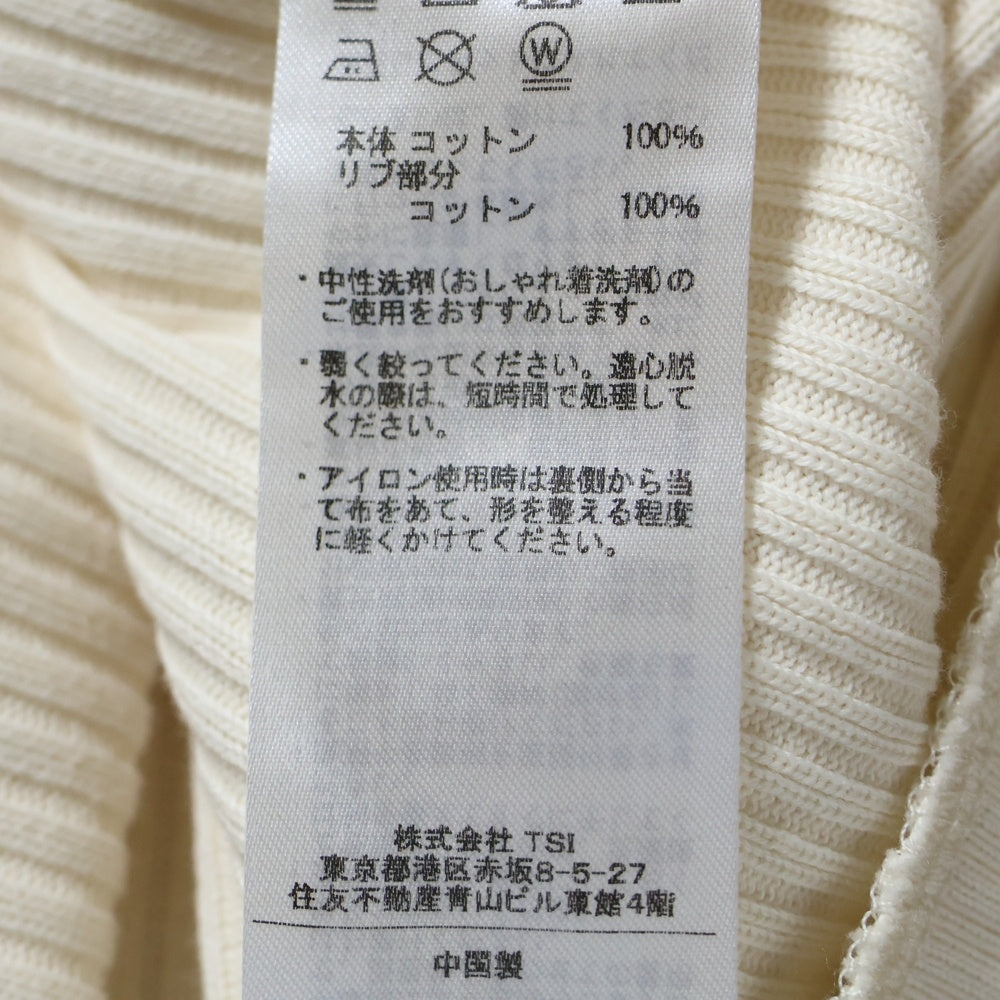 W
本体 コットン 100%
リブ部分
コットン 100%
・中性洗剤(おしゃれ着洗剤)の
ご使用をおすすめします。
・弱く絞ってください。遠心脱
水の際は、短時間で処理して
ください。
・アイロン使用時は裏側から当
て布をあて、形を整える程度
に軽くかけてください。
株式会社 TSI
東京都港区赤坂8-5-27
住友不動産青山ビル東館4階
中国製